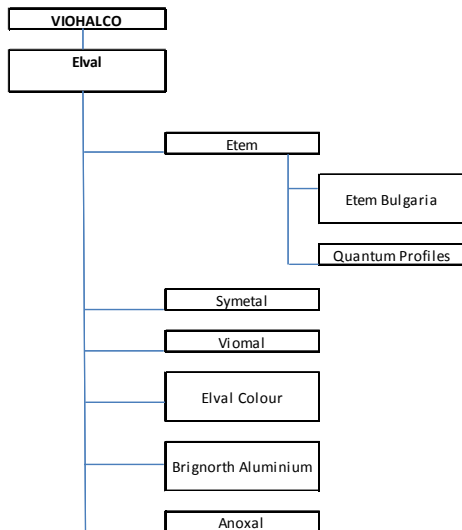 VIOHALCO
Elval
Etem
Etem Bulgaria
Quantum Profiles
Symetal
Viomal
Elval Colour
Brignorth Aluminium
Anoxal